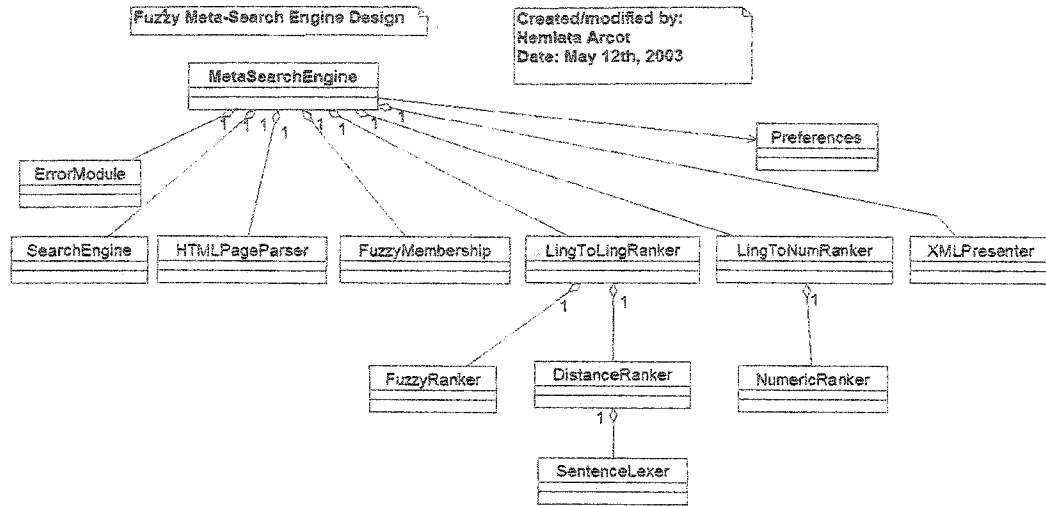 Fuzzy Meta-Search Engine Design
Created/modified by:
Hemlata Arcot
Date: May 12th, 2003
MetaSearchEngine
1 1 1 1 1 1 1 1
Preferences
ErrorModule
SearchEngine HTMLPageParser FuzzyMembership LingToLingRanker LingToNumRanker XMLPresenter
1 1 1
FuzzyRanker DistanceRanker NumericRanker
1
SentenceLexer